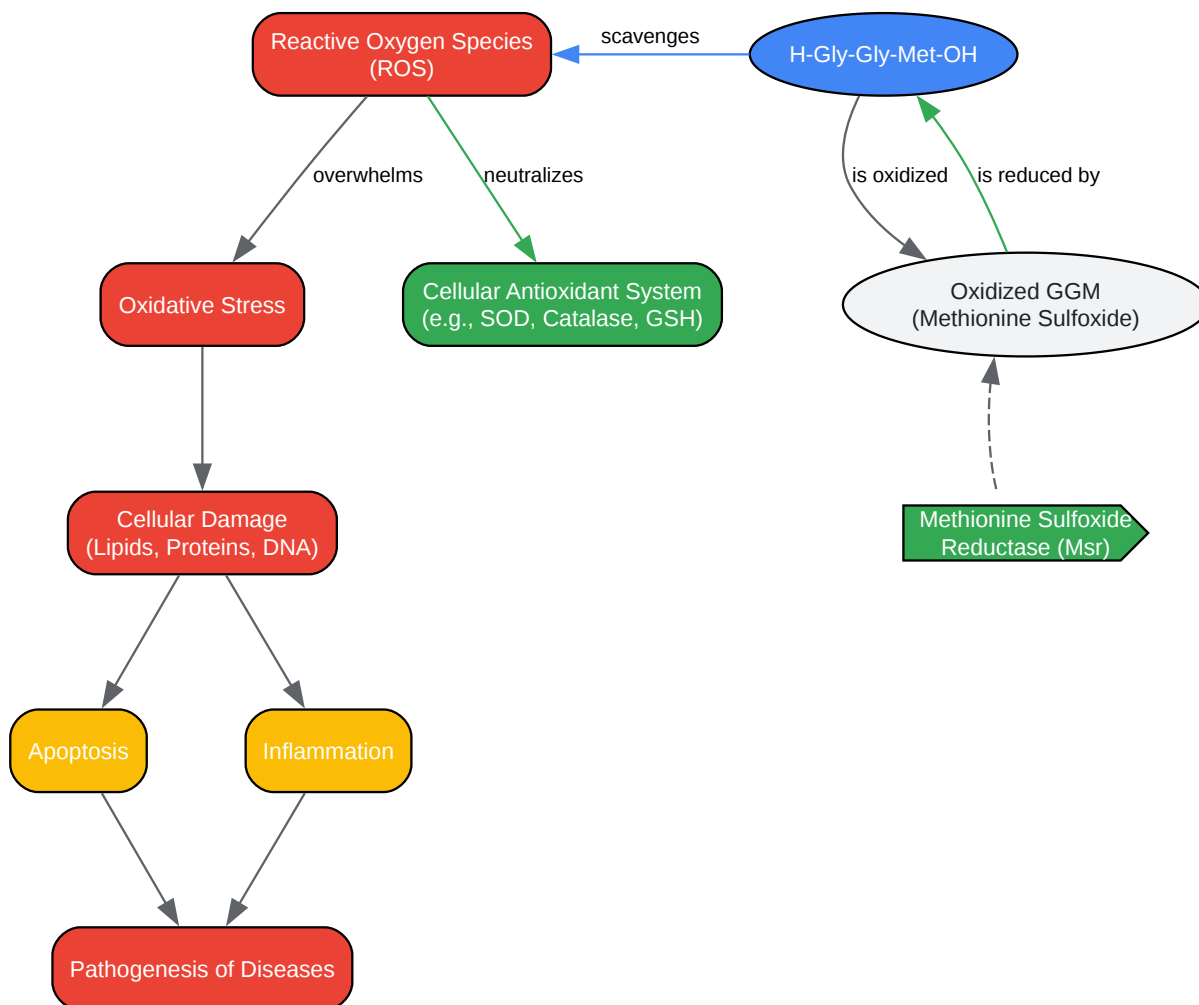 Reactive Oxygen Species
(ROS)
scavenges
H-Gly-Gly-Met-OH
overwhelms
neutralizes
is oxidized
is reduced by
Oxidative Stress
Cellular Antioxidant System
(e.g., SOD, Catalase, GSH)
Oxidized GGM
(Methionine Sulfoxide)
Cellular Damage
(Lipids, Proteins, DNA)
Methionine Sulfoxide
Reductase (Msr)
Apoptosis
Inflammation
Pathogenesis of Diseases